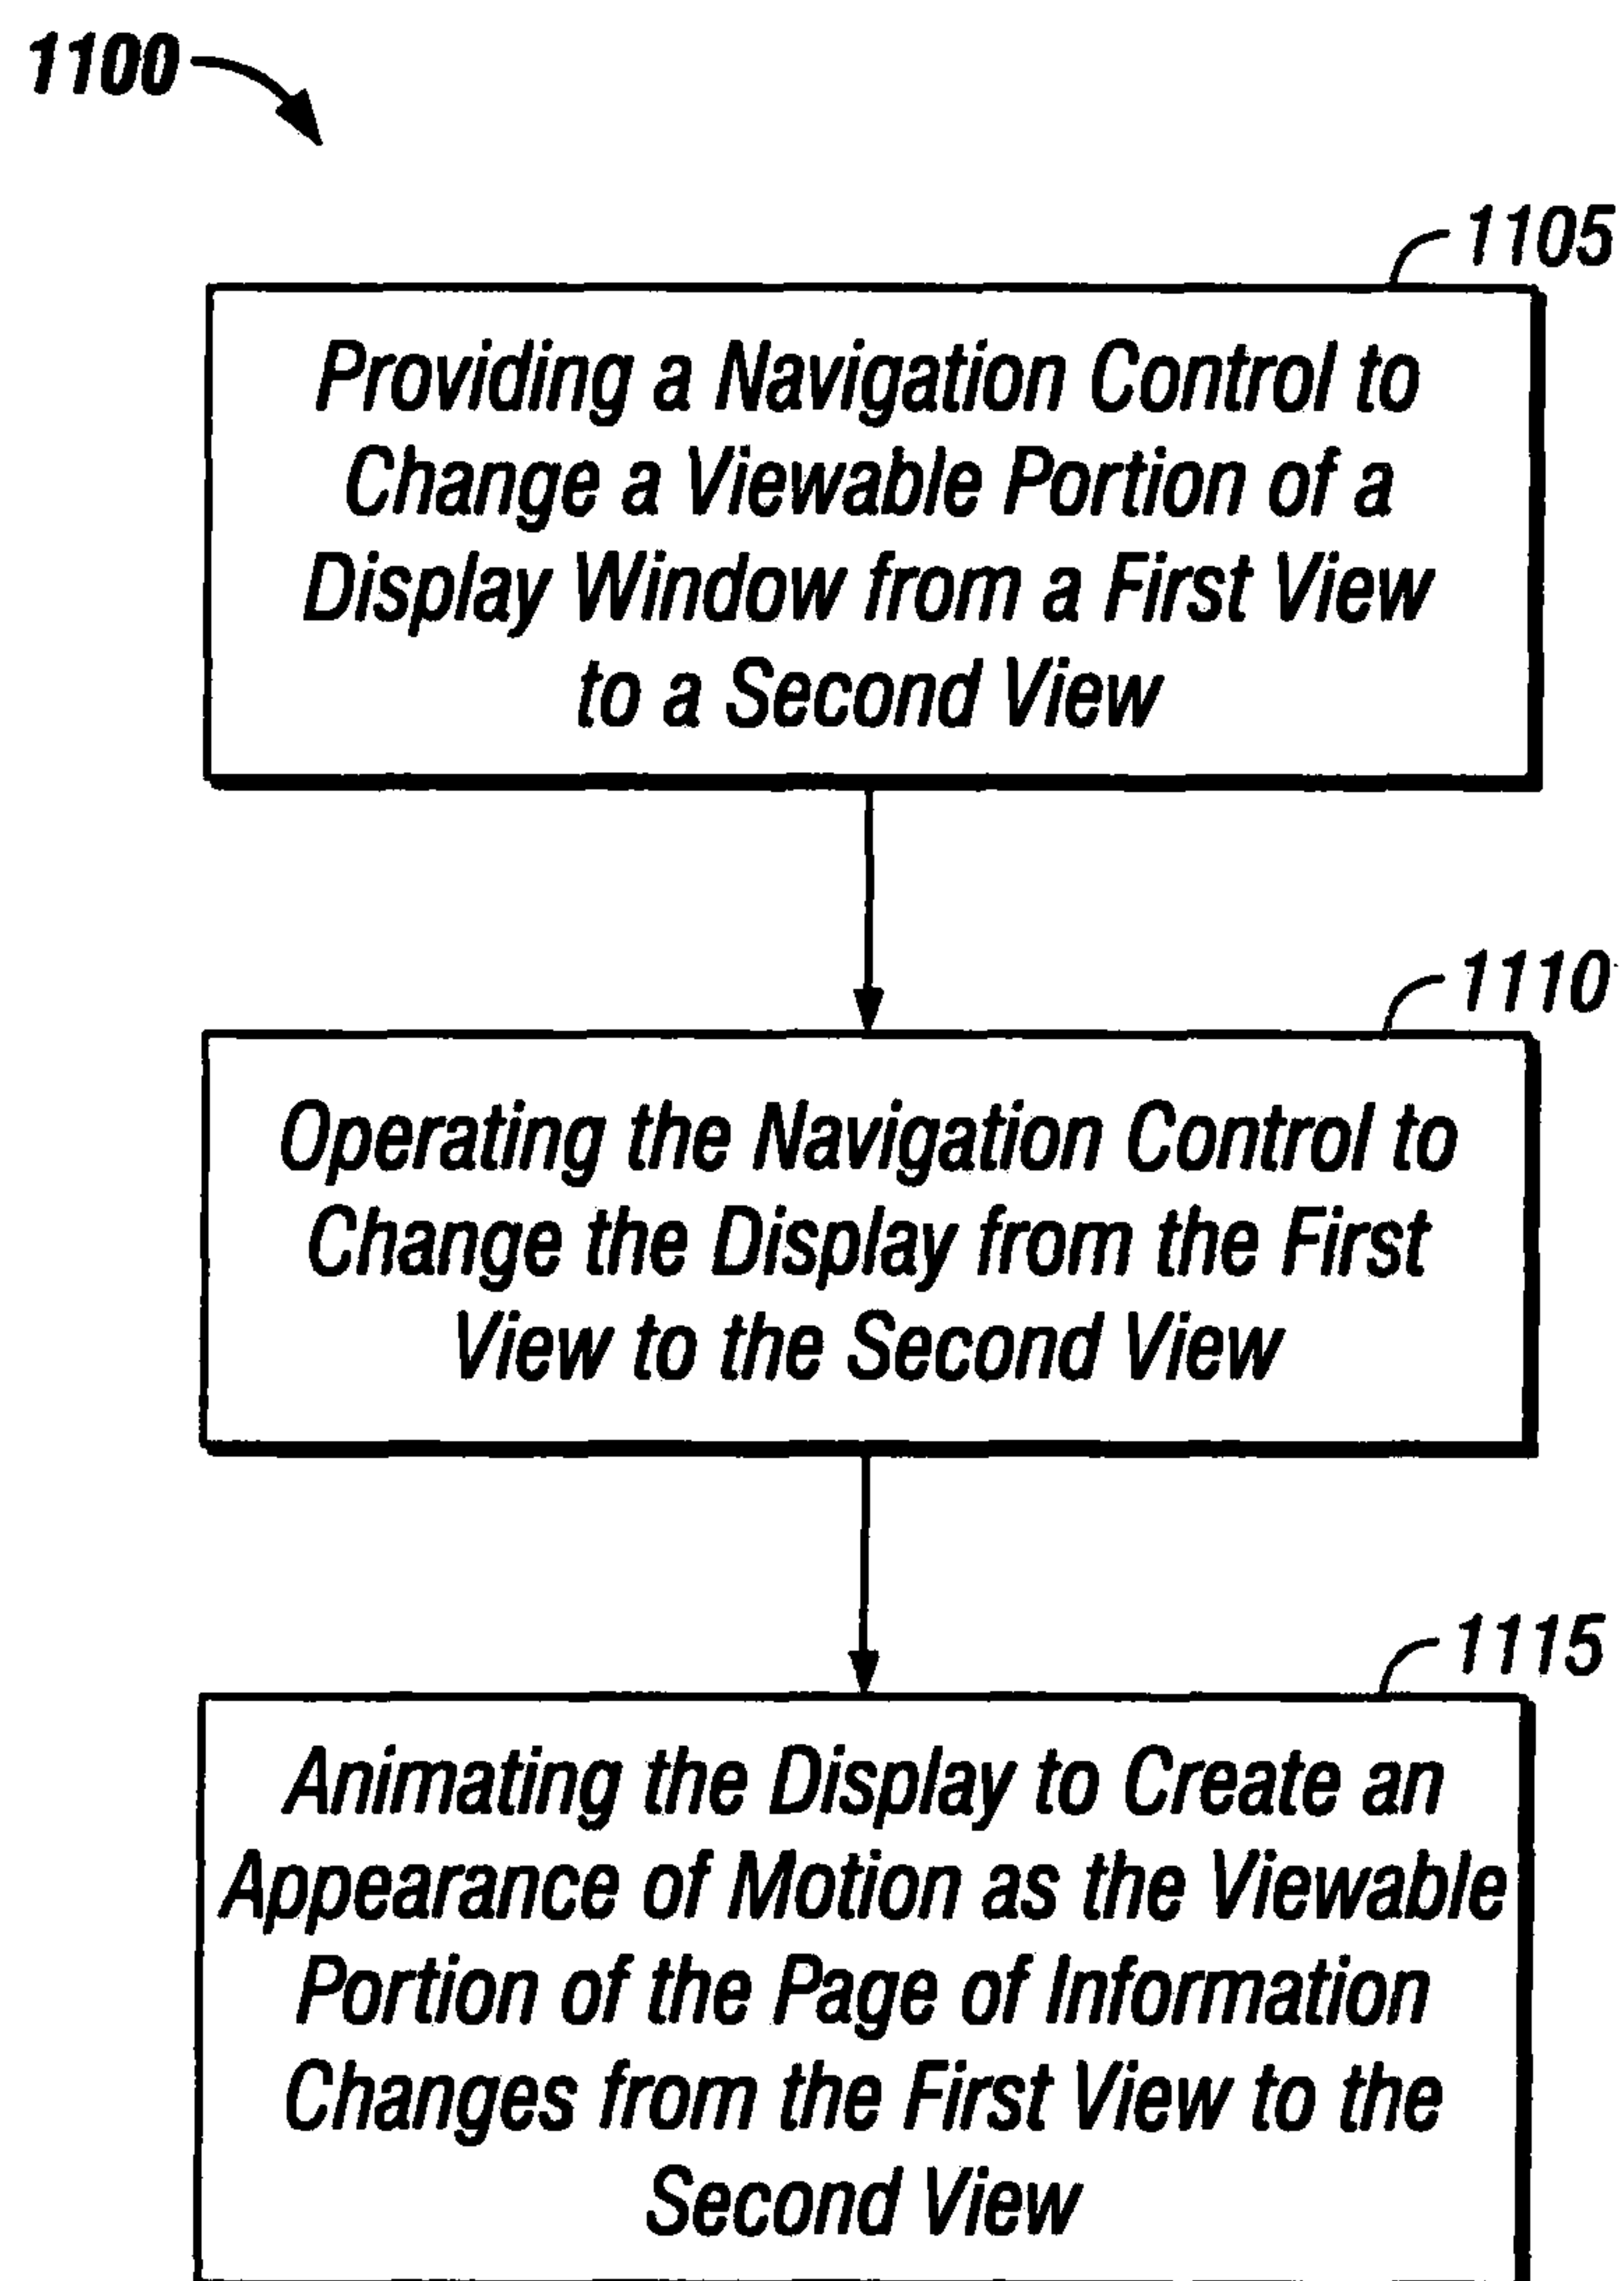 1100
1105
Providing a Navigation Control to
Change a Viewable Portion of a
Display Window from a First View
to a Second View
1110
Operating the Navigation Control to
Change the Display from the First
View to the Second View
1115
Animating the Display to Create an
Appearance of Motion as the Viewable
Portion of the Page of Information
Changes from the First View to the
Second View